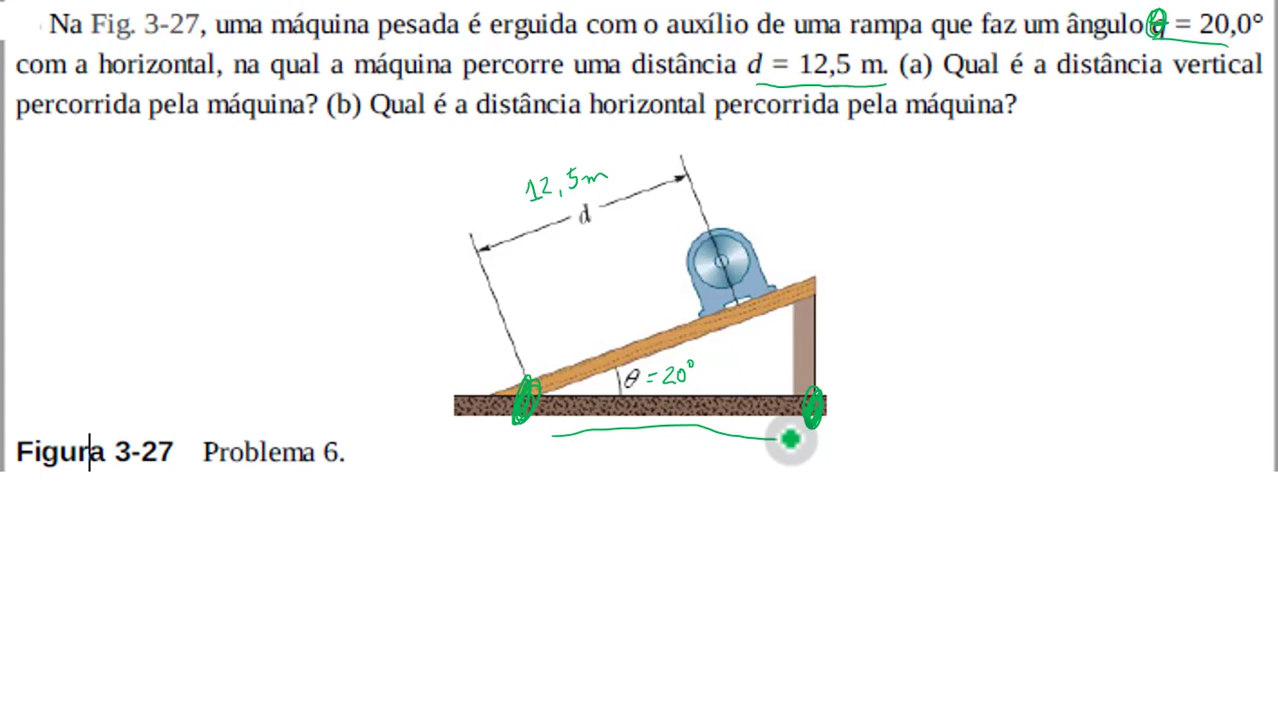 Na Fig. 3-27, uma máquina pesada é erguida com o auxílio de uma rampa que faz um ângulo θ = 20,0°
com a horizontal, na qual a máquina percorre uma distância d = 12,5 m. (a) Qual é a distância vertical
percorrida pela máquina? (b) Qual é a distância horizontal percorrida pela máquina?
12,5m
d
θ = 20°
Figura 3-27 Problema 6.